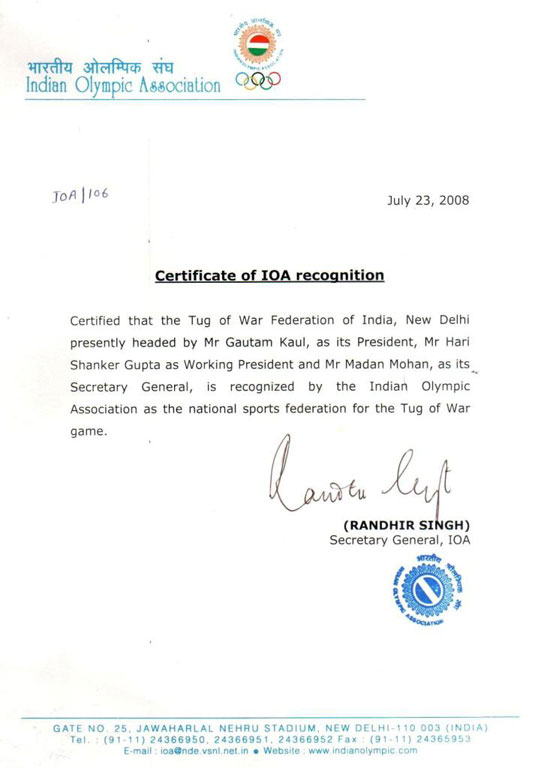 भारतीय ओलम्पिक संघ
Indian Olympic Association
IOA/106
July 23, 2008
Certificate of IOA recognition
Certified that the Tug of War Federation of India, New Delhi
presently headed by Mr Gautam Kaul, as its President, Mr Hari
Shanker Gupta as Working President and Mr Madan Mohan, as its
Secretary General, is recognized by the Indian Olympic
Association as the national sports federation for the Tug of War
game.
(RANDHIR SINGH)
Secretary General, IOA
भारतीय ओलम्पिक संघ
INDIAN OLYMPIC ASSOCIATION
GATE NO. 25, JAWAHARLAL NEHRU STADIUM, NEW DELHI-110 003 (INDIA)
Tel. : (91-11) 24366950, 24366951, 24366952 Fax : (91-11) 24365953
E-mail : ioa@nde.vsnl.net.in ● Website : www.indianolympic.com